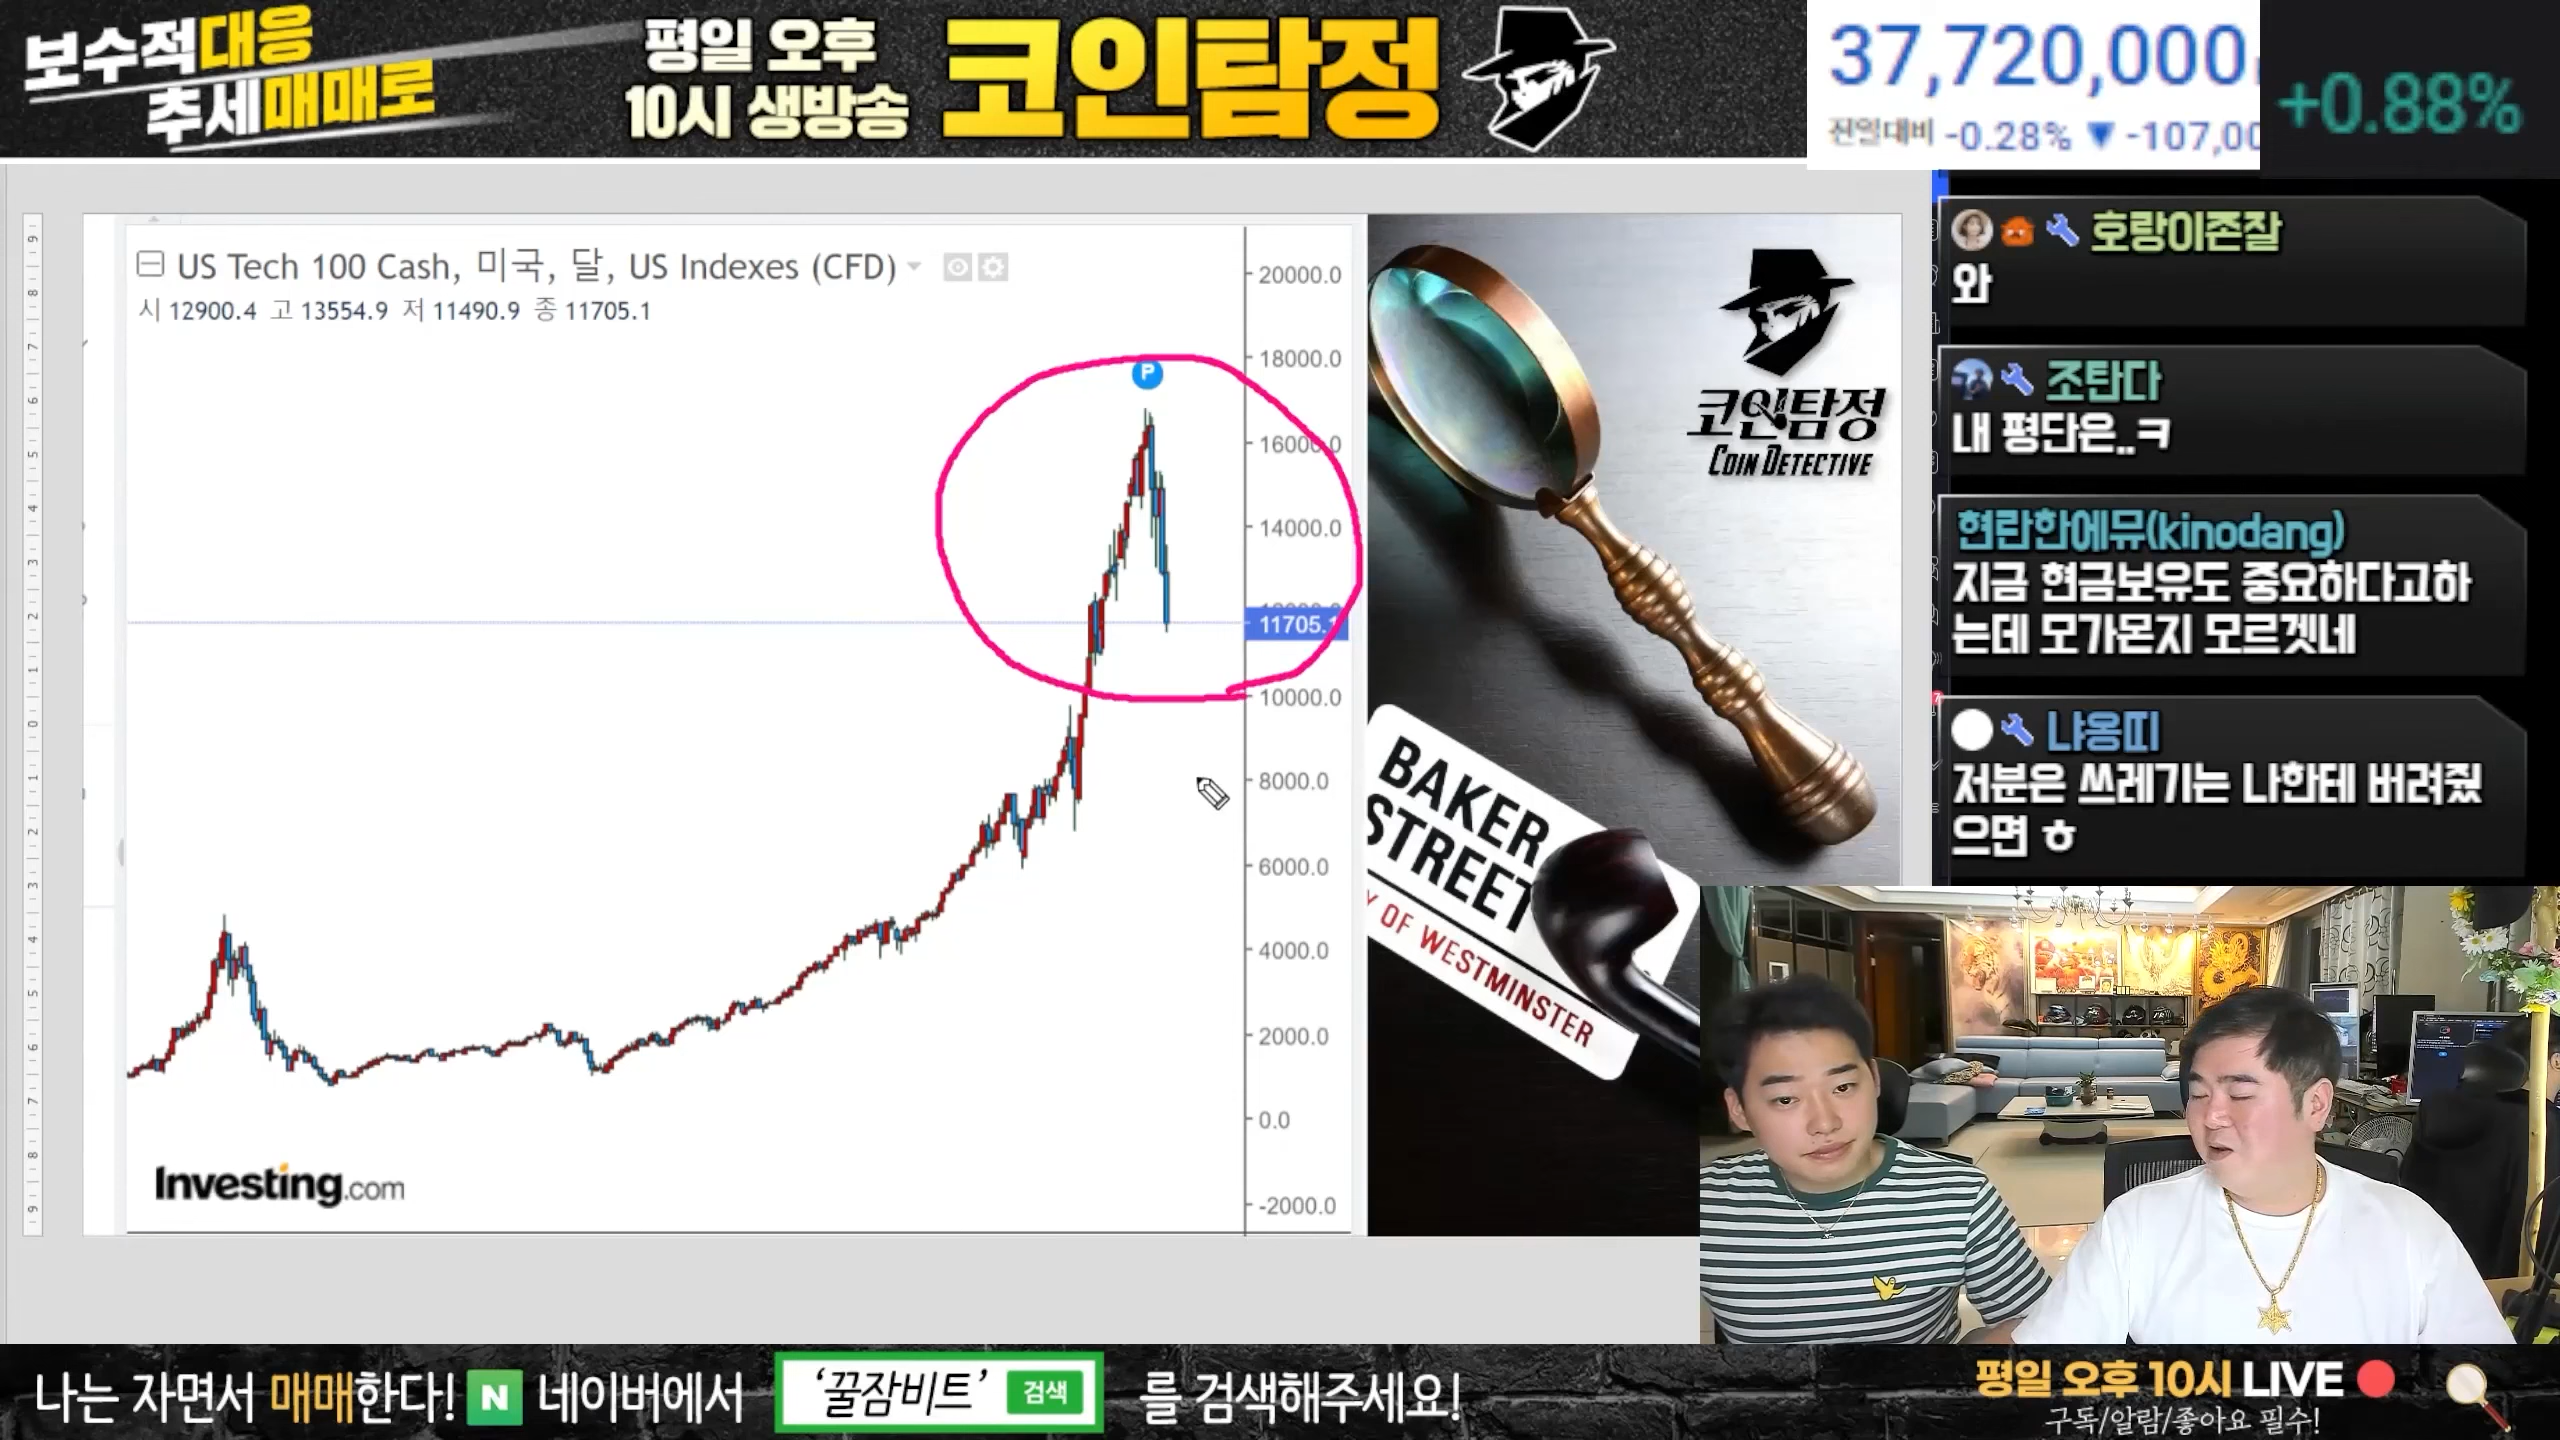 보수적대응
추세매매로
평일 오후
10시 생방송
코인탐정
37,720,000
전일대비 -0.28% ▼ -107,00
+0.88%
US Tech 100 Cash, 미국, 달, US Indexes (CFD)
시 12900.4 고 13554.9 저 11490.9 종 11705.1
P
20000.0
18000.0
16000.0
14000.0
11705.1
10000.0
8000.0
6000.0
4000.0
2000.0
0.0
-2000.0
Investing.com
코인탐정
COIN DETECTIVE
BAKER
STREET
Y OF WESTMINSTER
호랑이존잘
와
조탄다
내 평단은..ㅋ
현란한에뮤(kinodang)
지금 현금보유도 중요하다고하
는데 모가몬지 모르겟네
냐옹띠
저분은 쓰레기는 나한테 버려줬
으면 ㅎ
나는 자면서 매매한다! N 네이버에서 '꿀잠비트' 검색 를 검색해주세요!
평일 오후 10시 LIVE
구독/알람/좋아요 필수!